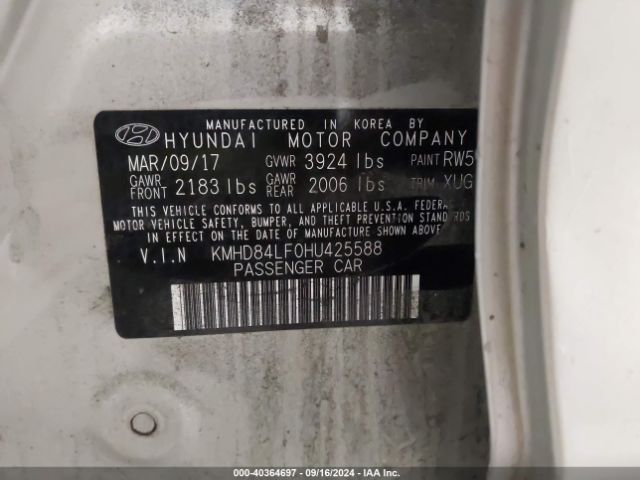 MANUFACTURED IN KOREA BY
HYUNDAI MOTOR COMPANY
MAR/09/17 GVWR 3924 lbs PAINT
GAWR FRONT 2183 lbs GAWR REAR 2006 lbs TRIM XUG
THIS VEHICLE CONFORMS TO ALL APPLICABLE U.S.A. FEDERAL
MOTOR VEHICLE SAFETY, BUMPER, AND THEFT PREVENTION STANDARDS
IN EFFECT ON THE DATE OF MANUFACTURE SHOWN ABOVE.
V.I.N KMHD84LF0HU425588
PASSENGER CAR
000-40364697 - 09/16/2024 - IAA Inc.